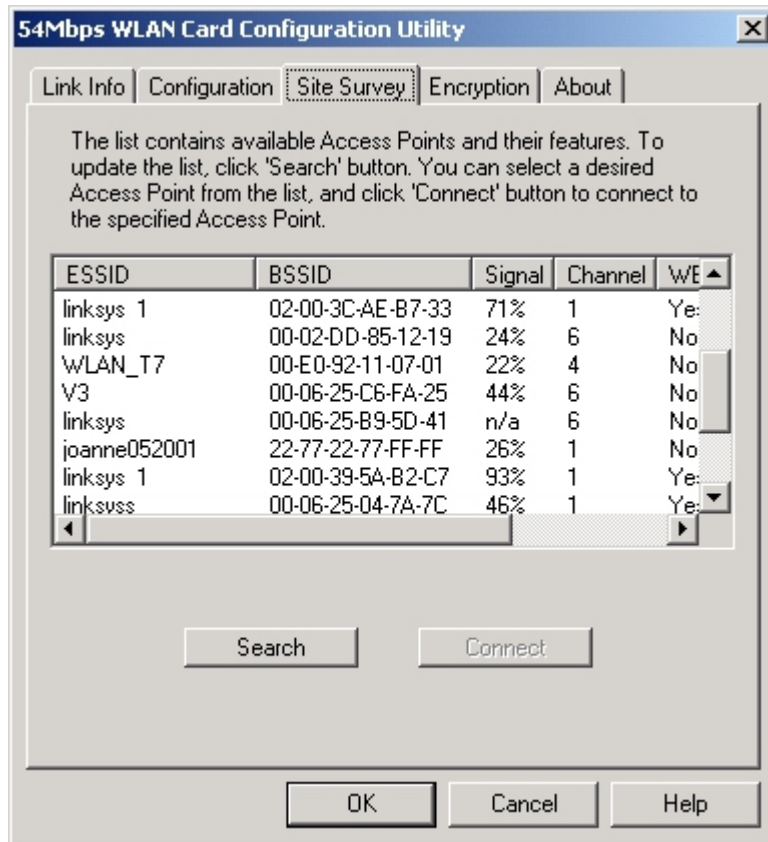 54Mbps WLAN Card Configuration Utility
Link Info Configuration Site Survey Encryption About
The list contains available Access Points and their features. To
update the list, click 'Search' button. You can select a desired
Access Point from the list, and click 'Connect' button to connect to
the specified Access Point.
ESSID BSSID Signal Channel WE
linksys 1 02-00-3C-AE-B7-33 71% 1 Yes
linksys 00-02-DD-85-12-19 24% 6 No
WLAN_T7 00-E0-92-11-07-01 22% 4 No
V3 00-06-25-C6-FA-25 44% 6 No
linksys 00-06-25-B9-5D-41 n/a 6 No
joanne052001 22-77-22-77-FF-FF 26% 1 No
linksys 1 02-00-39-5A-B2-C7 93% 1 Yes
linksyss 00-06-25-04-7A-7C 46% 1 Yes
Search Connect
OK Cancel Help